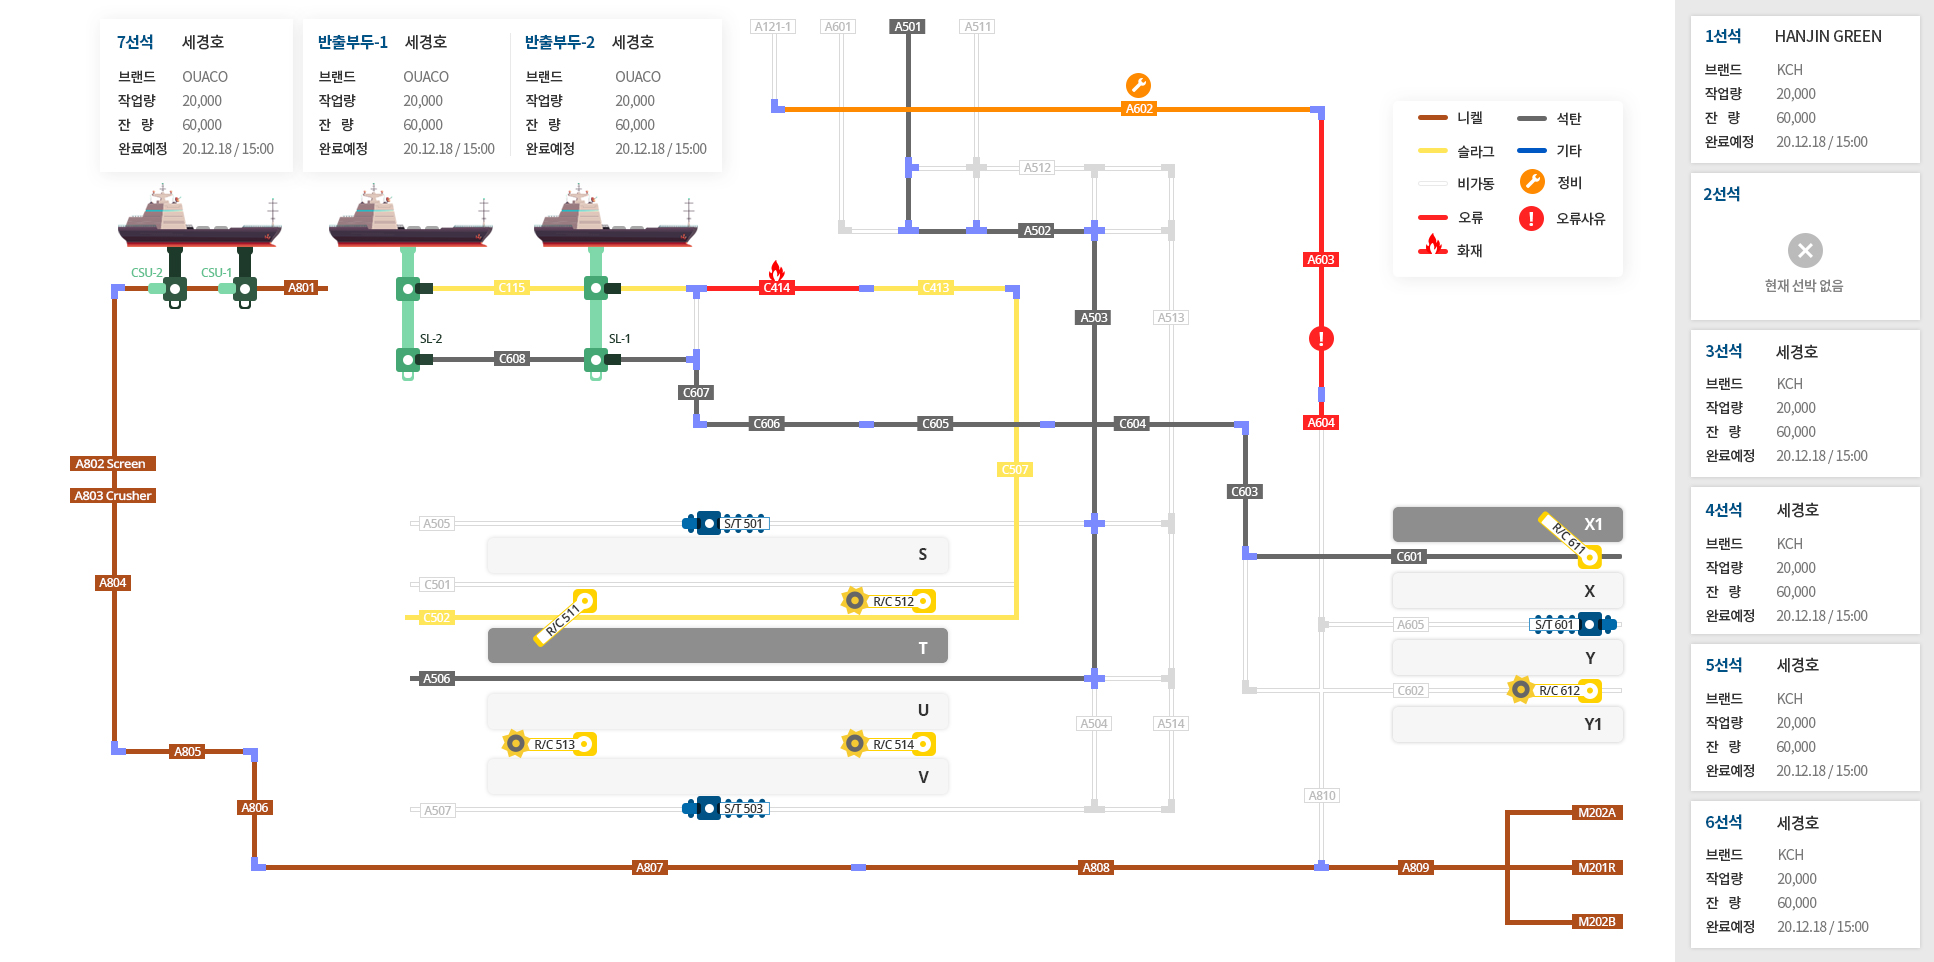 7선석 세경호
브랜드 OUACO
작업량 20,000
잔 량 60,000
완료예정 20.12.18 / 15:00
반출부두-1 세경호
브랜드 OUACO
작업량 20,000
잔 량 60,000
완료예정 20.12.18 / 15:00
반출부두-2 세경호
브랜드 OUACO
작업량 20,000
잔 량 60,000
완료예정 20.12.18 / 15:00
A121-1
A601
A501
A511
A602
A512
A502
니켈
석탄
슬라그
기타
비가동
정비
오류
오류사유
화재
CSU-2
CSU-1
A801
C115
C414
C413
A603
SL-2
SL-1
C608
A503
A513
C607
C606
C605
C604
A604
A802 Screen
A803 Crusher
C507
C603
A505
S/T 501
S
X1
R/C 611
C601
A804
C501
X
R/C 511
R/C 512
C502
A605
S/T 601
T
Y
A506
C602
R/C 612
U
A504
A514
Y1
R/C 513
R/C 514
A805
V
A806
A507
S/T 503
A810
M202A
A807
A808
A809
M201R
M202B
1선석 HANJIN GREEN
브랜드 KCH
작업량 20,000
잔 량 60,000
완료예정 20.12.18 / 15:00
2선석
현재 선박 없음
3선석 세경호
브랜드 KCH
작업량 20,000
잔 량 60,000
완료예정 20.12.18 / 15:00
4선석 세경호
브랜드 KCH
작업량 20,000
잔 량 60,000
완료예정 20.12.18 / 15:00
5선석 세경호
브랜드 KCH
작업량 20,000
잔 량 60,000
완료예정 20.12.18 / 15:00
6선석 세경호
브랜드 KCH
작업량 20,000
잔 량 60,000
완료예정 20.12.18 / 15:00